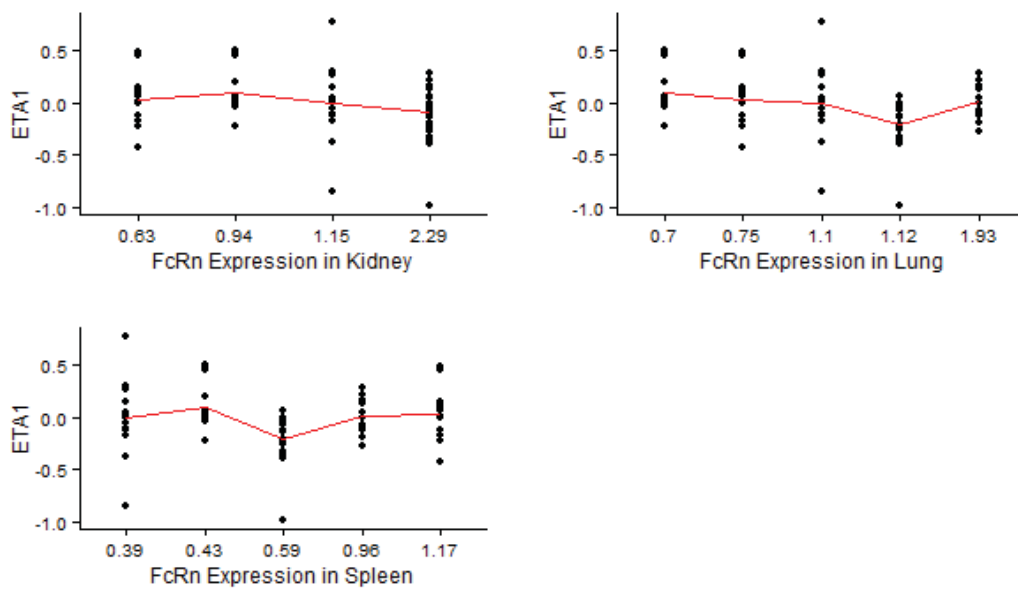 ETA1
0.5
0.0
-0.5
-1.0
0.63 0.94 1.15 2.29
FcRn Expression in Kidney
ETA1
0.5
0.0
-0.5
-1.0
0.7 0.75 1.1 1.12 1.93
FcRn Expression in Lung
ETA1
0.5
0.0
-0.5
-1.0
0.39 0.43 0.59 0.96 1.17
FcRn Expression in Spleen